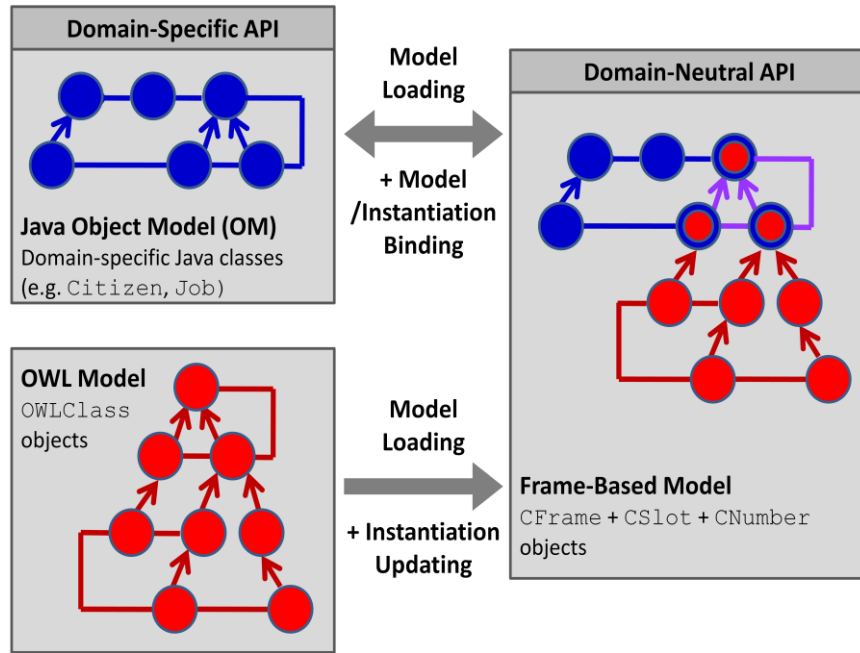 Domain-Specific API
Java Object Model (OM)
Domain-specific Java classes
(e.g. Citizen, Job)
OWL Model
OWLClass
objects
Model
Loading
+ Model
/Instantiation
Binding
Model
Loading
+ Instantiation
Updating
Domain-Neutral API
Frame-Based Model
CFrame + CSlot + CNumber
objects